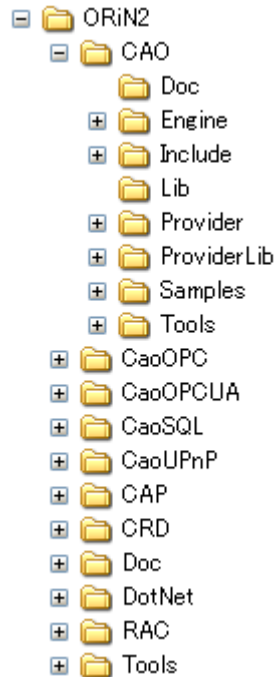 ORiN2
CAO
Doc
Engine
Include
Lib
Provider
ProviderLib
Samples
Tools
CaoOPC
CaoOPCUA
CaoSQL
CaoUPnP
CAP
CRD
Doc
DotNet
RAC
Tools